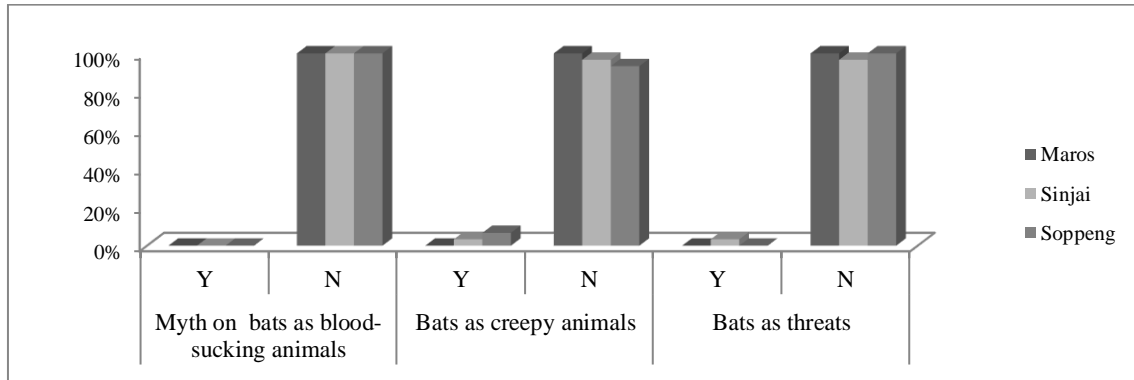 100%
80%
60%
40%
20%
0%
Y
N
Y
N
Y
N
Myth on bats as blood-
sucking animals
Bats as creepy animals
Bats as threats
Maros
Sinjai
Soppeng